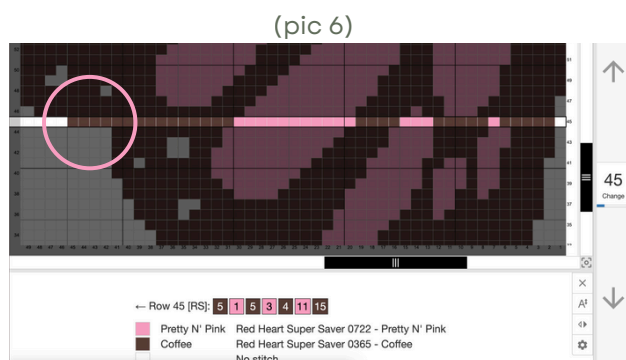 (pic 6)
45
Change
← Row 45 [RS]: 5 1 5 3 4 11 15
Pretty N' Pink Red Heart Super Saver 0722 - Pretty N' Pink
Coffee Red Heart Super Saver 0365 - Coffee
No stitch